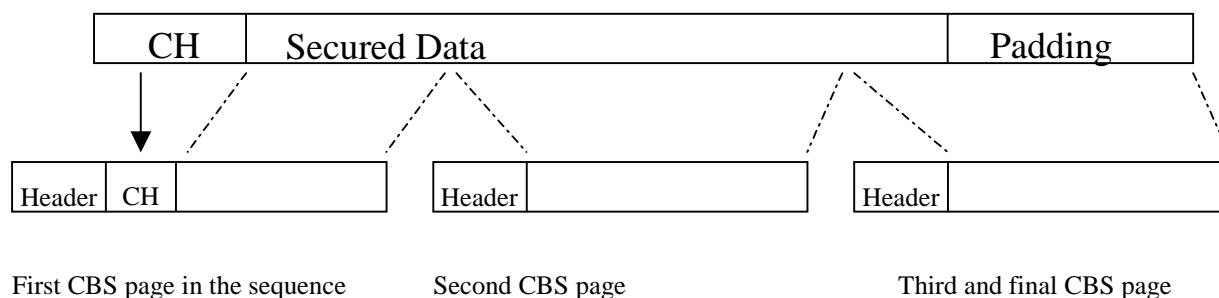 CH Secured Data Padding
Header CH Header Header
First CBS page in the sequence Second CBS page Third and final CBS page